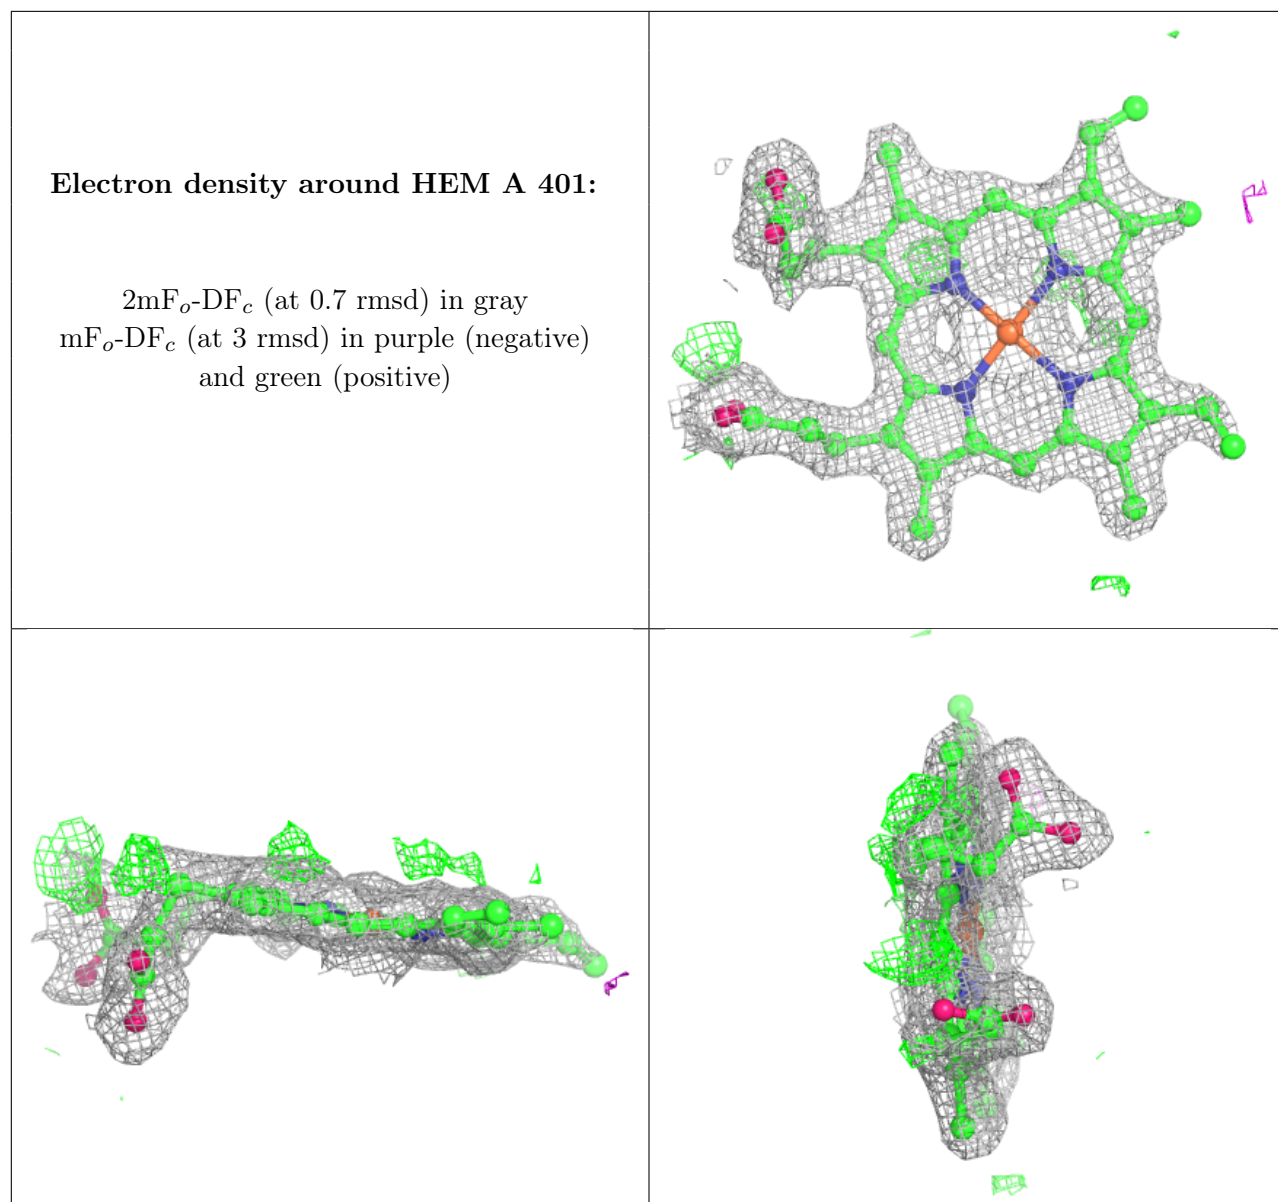 Electron density around HEM A 401:
2mFo-DFc (at 0.7 rmsd) in gray
mFo-DFc (at 3 rmsd) in purple (negative)
and green (positive)